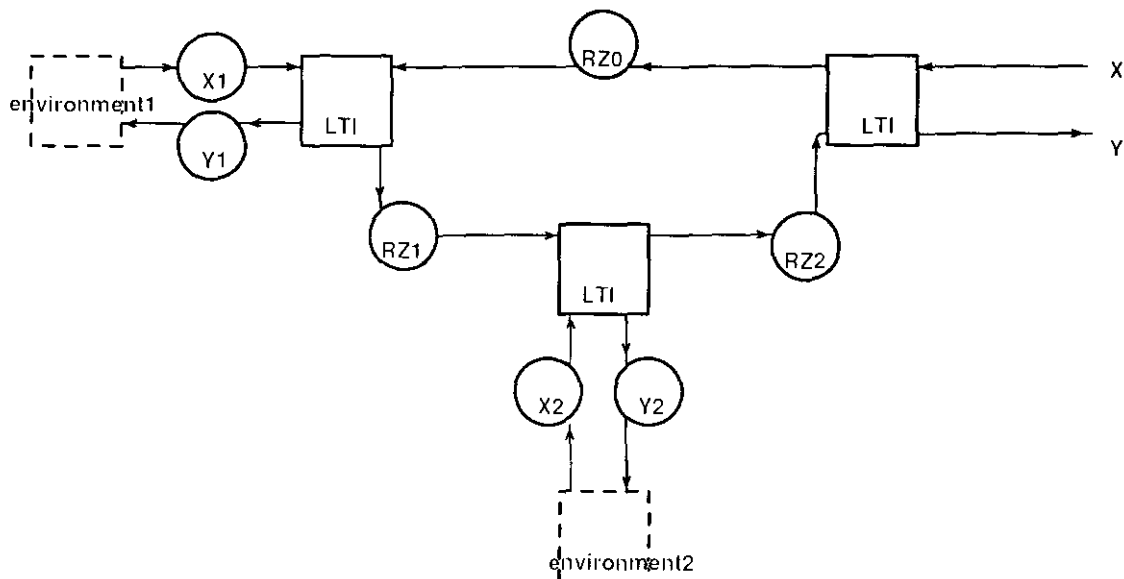 RZ0
X1
X
environment1
LTI
LTI
Y1
Y
RZ1
RZ2
LTI
X2
Y2
environment2